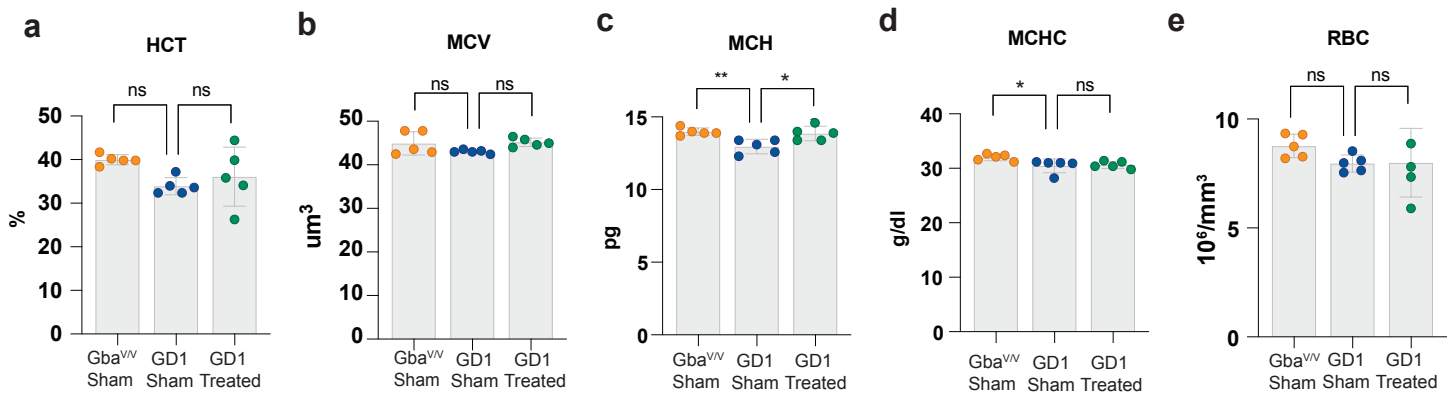 a
HCT
ns
ns
50
40
30
20
10
0
%
Gba^V/V Sham
GD1 Sham
GD1 Treated
b
MCV
ns
ns
50
40
30
20
10
0
um³
Gba^V/V Sham
GD1 Sham
GD1 Treated
c
MCH
**
*
15
10
5
0
pg
Gba^V/V Sham
GD1 Sham
GD1 Treated
d
MCHC
*
ns
40
30
20
10
0
g/dl
Gba^V/V Sham
GD1 Sham
GD1 Treated
e
RBC
ns
ns
10
5
0
10⁶/mm³
Gba^V/V Sham
GD1 Sham
GD1 Treated